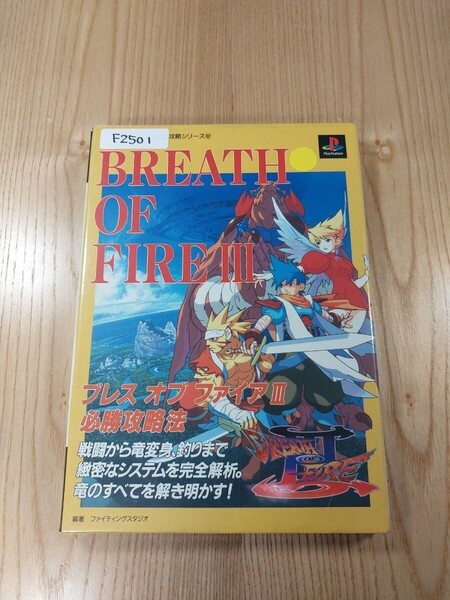 F2501
攻略シリーズ
PlayStation
BREATH
OF
FIRE III
ブレス オブ ファイア III
必勝攻略法
戦闘から竜変身、釣りまで
緻密なシステムを完全解析。
竜のすべてを解き明かす!
BREATH
OF
FIRE
III
編著 ファイティングスタジオ